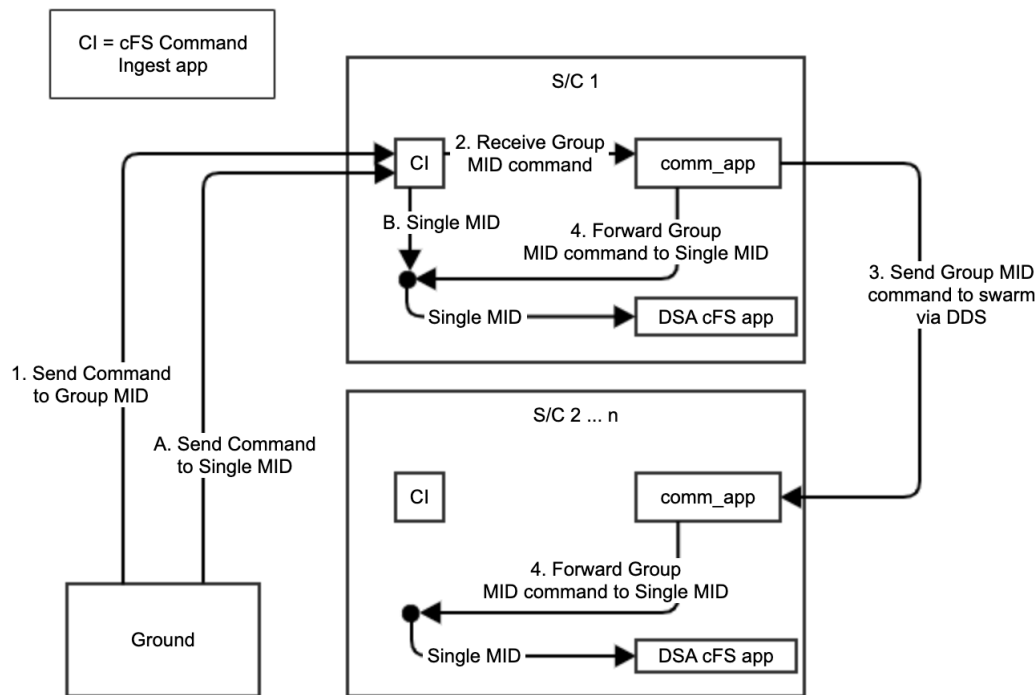 CI = cFS Command
Ingest app
S/C 1
CI
2. Receive Group
MID command
comm_app
B. Single MID
4. Forward Group
MID command to Single MID
Single MID
DSA cFS app
3. Send Group MID
command to swarm
via DDS
1. Send Command
to Group MID
A. Send Command
to Single MID
S/C 2 ... n
CI
comm_app
4. Forward Group
MID command to Single MID
Single MID
DSA cFS app
Ground